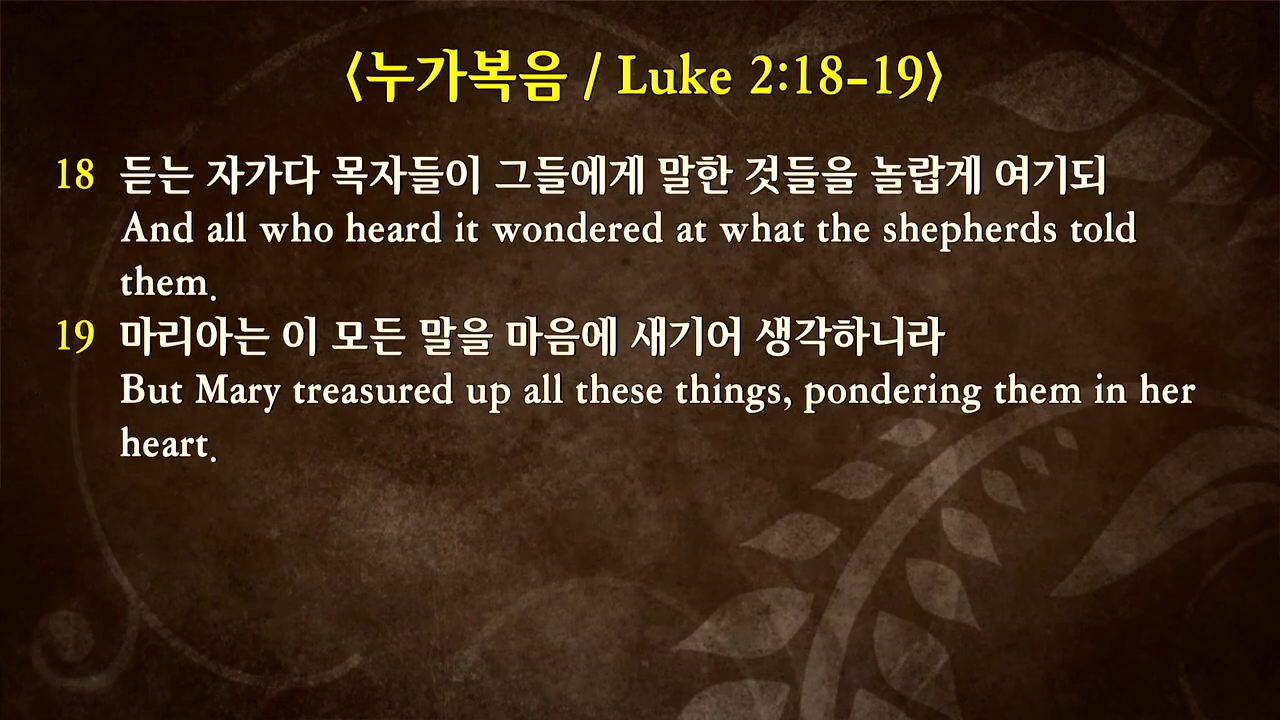 〈누가복음 / Luke 2:18-19〉
18 듣는 자가다 목자들이 그들에게 말한 것들을 놀랍게 여기되
And all who heard it wondered at what the shepherds told
them.
19 마리아는 이 모든 말을 마음에 새기어 생각하니라
But Mary treasured up all these things, pondering them in her
heart.